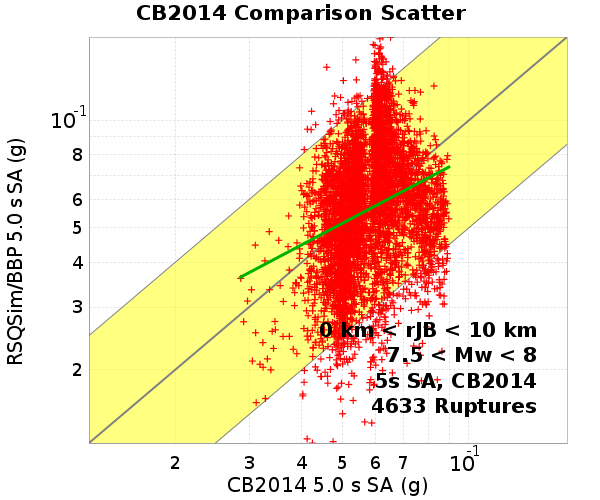 CB2014 Comparison Scatter
RSQSim/BBP 5.0 s SA (g)
10-1
8
6
5
4
3
2
0 km < rJB < 10 km
7.5 < Mw < 8
5s SA, CB2014
4633 Ruptures
2 3 4 5 6 7 10-1
CB2014 5.0 s SA (g)